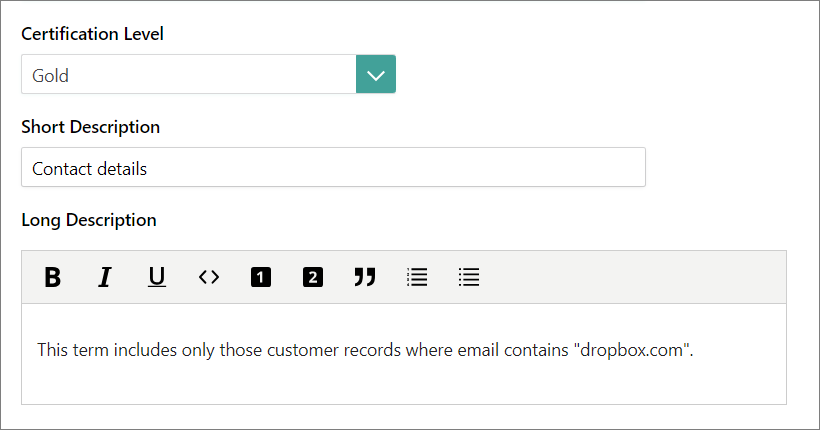 Certification Level
Gold
Short Description
Contact details
Long Description
B I U <> 1 2 "
This term includes only those customer records where email contains "dropbox.com".